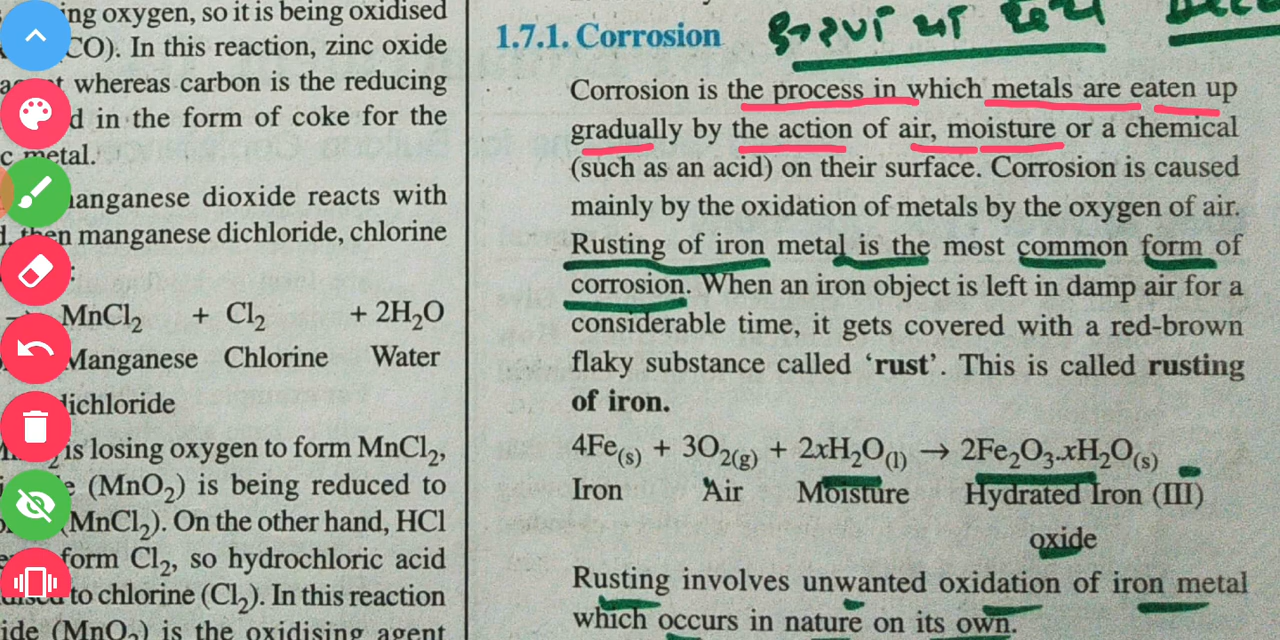 ing oxygen, so it is being oxidised
CO). In this reaction, zinc oxide
whereas carbon is the reducing
d in the form of coke for the
c metal.
manganese dioxide reacts with
then manganese dichloride, chlorine
:
→ MnCl₂ + Cl₂ + 2H₂O
Manganese Chlorine Water
dichloride
is losing oxygen to form MnCl₂,
e (MnO₂) is being reduced to
(MnCl₂). On the other hand, HCl
form Cl₂, so hydrochloric acid
to chlorine (Cl₂). In this reaction
ide (MnO₂) is the oxidising agent
1.7.1. Corrosion
Corrosion is the process in which metals are eaten up
gradually by the action of air, moisture or a chemical
(such as an acid) on their surface. Corrosion is caused
mainly by the oxidation of metals by the oxygen of air.
Rusting of iron metal is the most common form of
corrosion. When an iron object is left in damp air for a
considerable time, it gets covered with a red-brown
flaky substance called ‘rust’. This is called rusting
of iron.
4Fe(s) + 3O₂(g) + 2xH₂O(l) → 2Fe₂O₃.xH₂O(s)
Iron Air Moisture Hydrated Iron (III)
oxide
Rusting involves unwanted oxidation of iron metal
which occurs in nature on its own.